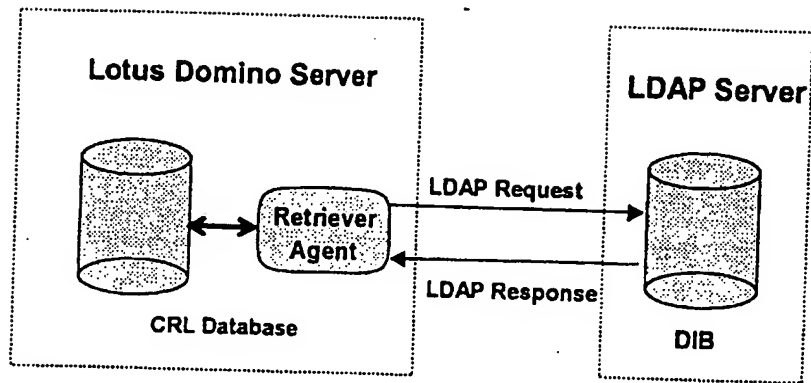 Lotus Domino Server
LDAP Server
LDAP Request
Retriever
Agent
LDAP Response
CRL Database
DIB